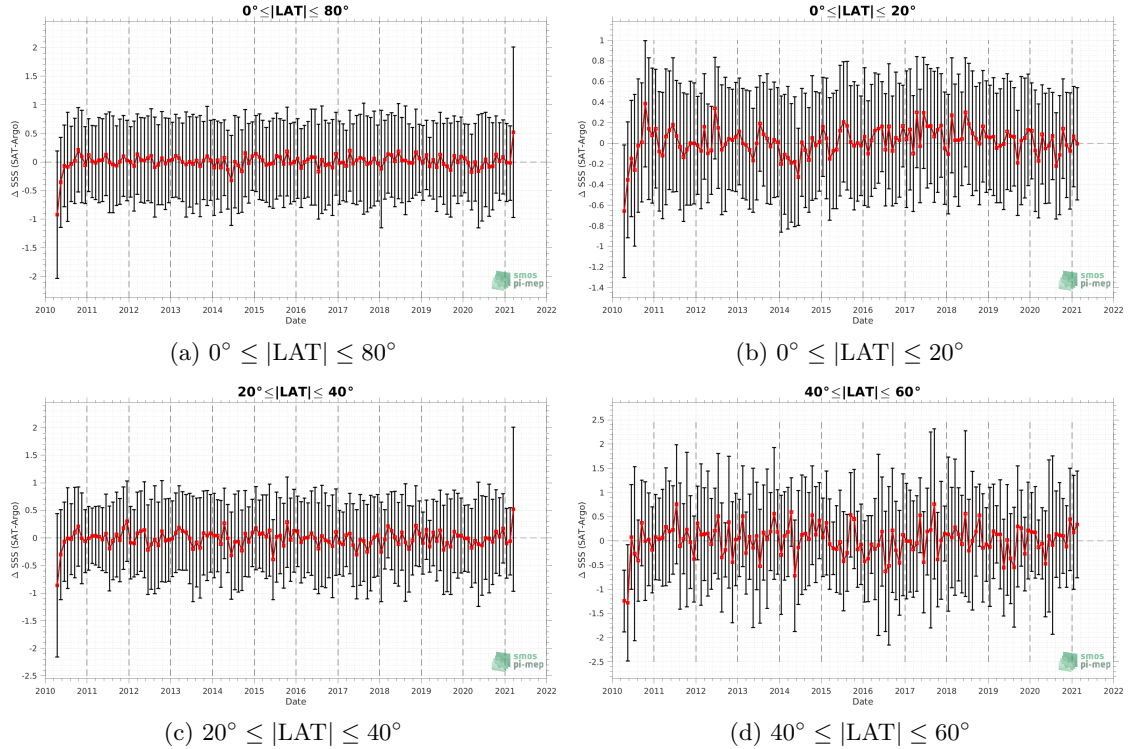 0°≤|LAT|≤ 80°
2
1.5
1
0.5
0
-0.5
-1
-1.5
-2
Δ SSS (SAT-Argo)
2010 2011 2012 2013 2014 2015 2016 2017 2018 2019 2020 2021 2022
Date
smos
pi-mep
(a) 0° ≤ |LAT| ≤ 80°
0°≤|LAT|≤ 20°
1
0.8
0.6
0.4
0.2
0
-0.2
-0.4
-0.6
-0.8
-1
-1.2
-1.4
Δ SSS (SAT-Argo)
2010 2011 2012 2013 2014 2015 2016 2017 2018 2019 2020 2021 2022
Date
smos
pi-mep
(b) 0° ≤ |LAT| ≤ 20°
20°≤|LAT|≤ 40°
2
1.5
1
0.5
0
-0.5
-1
-1.5
-2
-2.5
Δ SSS (SAT-Argo)
2010 2011 2012 2013 2014 2015 2016 2017 2018 2019 2020 2021 2022
Date
smos
pi-mep
(c) 20° ≤ |LAT| ≤ 40°
40°≤|LAT|≤ 60°
2.5
2
1.5
1
0.5
0
-0.5
-1
-1.5
-2
-2.5
Δ SSS (SAT-Argo)
2010 2011 2012 2013 2014 2015 2016 2017 2018 2019 2020 2021 2022
Date
smos
pi-mep
(d) 40° ≤ |LAT| ≤ 60°